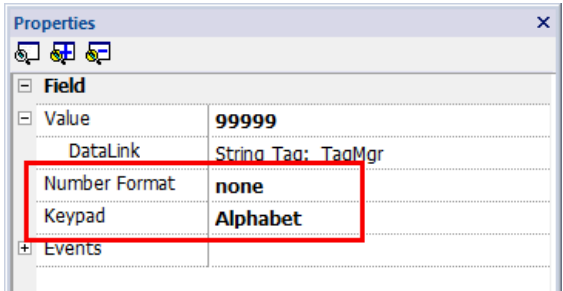 Properties
Field
Value 99999
DataLink String Tag: TagMgr
Number Format none
Keypad Alphabet
Events